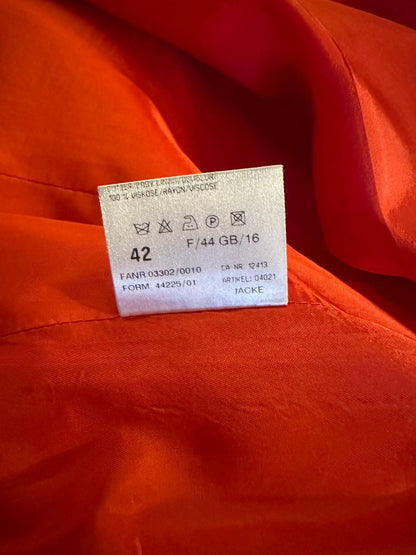 100 % VISKOSE/RAYON/VISCOSE
42 F/44 GB/16
FANR 03302/0010 CA-NR. 12413
FORM 44225/01 ARTIKEL: 04021
JACKE